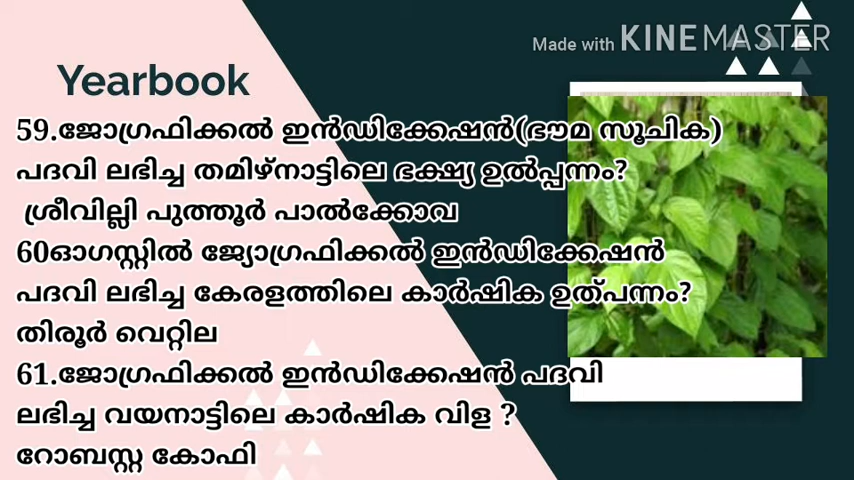 Made with KINEMASTER
Yearbook
59.ജോഗ്രഫിക്കൽ ഇൻഡിക്കേഷൻ(ഭൗമ സൂചിക)
പദവി ലഭിച്ച തമിഴ്നാട്ടിലെ ഭക്ഷ്യ ഉൽപ്പന്നം?
ശ്രീവില്ലി പുത്തൂർ പാൽക്കോവ
60ഓഗസ്റ്റിൽ ജ്യോഗ്രഫിക്കൽ ഇൻഡിക്കേഷൻ
പദവി ലഭിച്ച കേരളത്തിലെ കാർഷിക ഉത്പന്നം?
തിരൂർ വെറ്റില
61.ജോഗ്രഫിക്കൽ ഇൻഡിക്കേഷൻ പദവി
ലഭിച്ച വയനാട്ടിലെ കാർഷിക വിള ?
റോബസ്റ്റ കോഫി